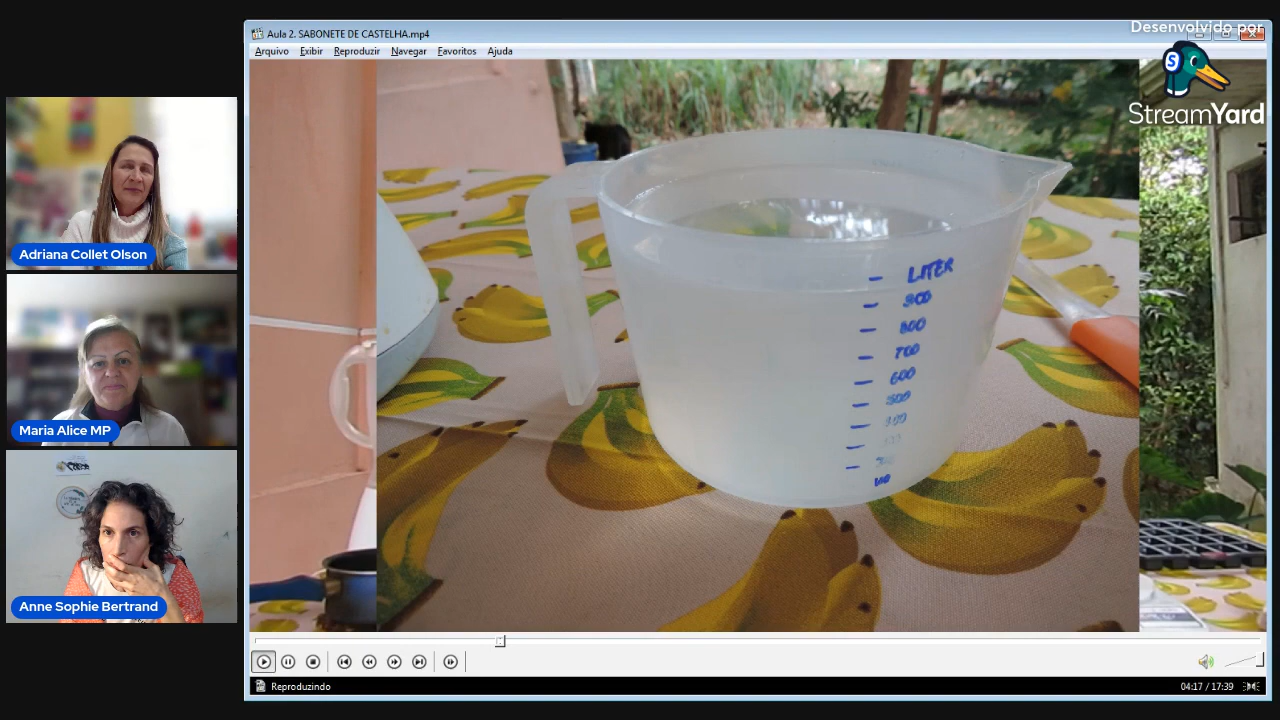 Aula 2. SABONETE DE CASTELHA.mp4
Desenvolvido por
Arquivo Exibir Reproduzir Navegar Favoritos Ajuda
StreamYard
Adriana Collet Olson
Maria Alice MP
Anne Sophie Bertrand
LITER
900
800
700
600
500
100
Reproduzindo
04:17 / 17:39